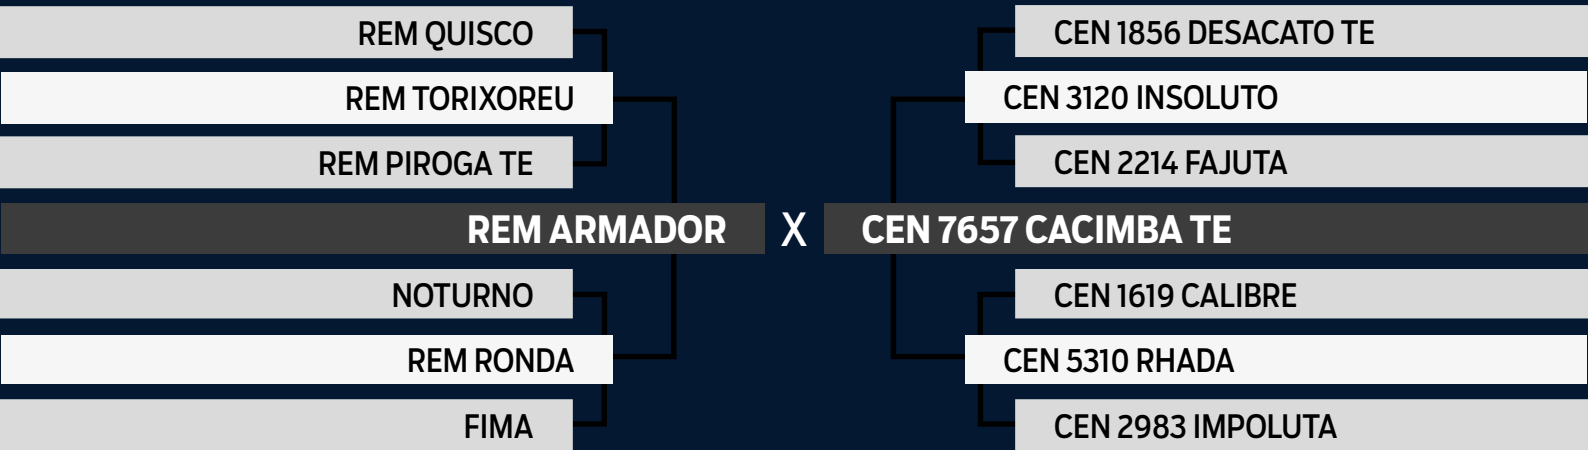 REM QUISCO
CEN 1856 DESACATO TE
REM TORIXOREU
CEN 3120 INSOLUTO
REM PIROGA TE
CEN 2214 FAJUTA
REM ARMADOR X CEN 7657 CACIMBA TE
NOTURNO
CEN 1619 CALIBRE
REM RONDA
CEN 5310 RHADA
FIMA
CEN 2983 IMPOLUTA